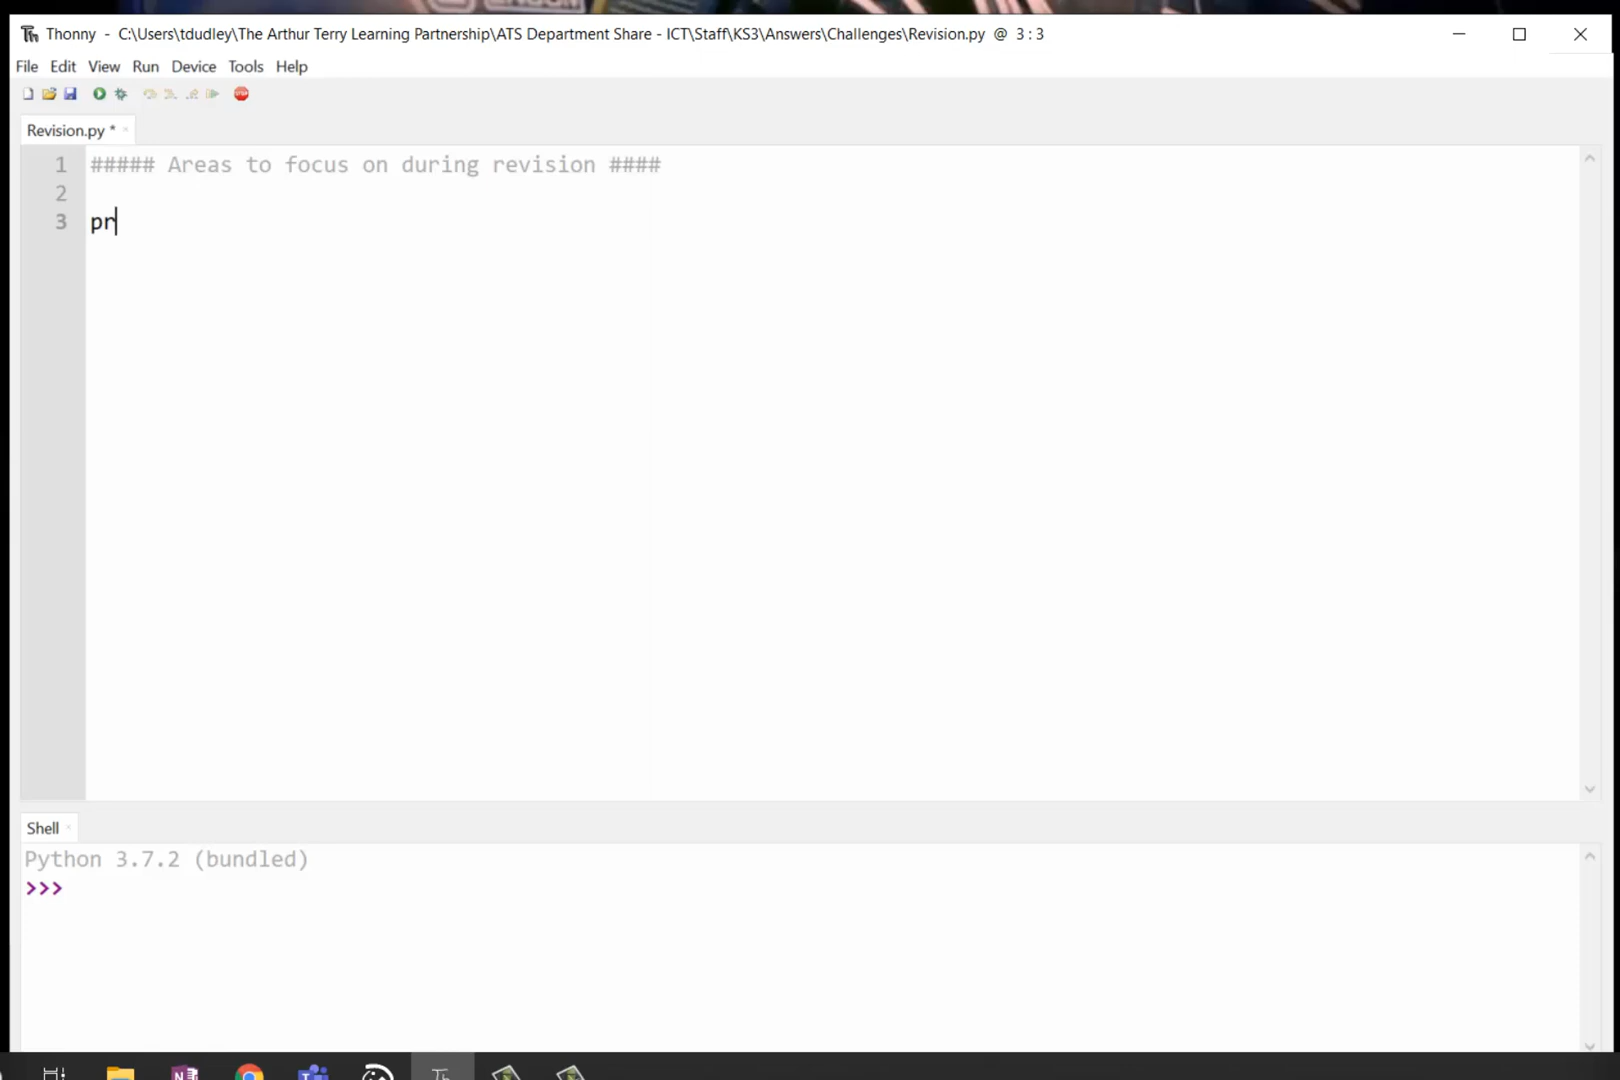 Thonny - C:\Users\tdudley\The Arthur Terry Learning Partnership\ATS Department Share - ICT\Staff\KS3\Answers\Challenges\Revision.py @ 3 : 3
File Edit View Run Device Tools Help
STOP
Revision.py * ×
1 ##### Areas to focus on during revision ####
2
3 pr
Shell ×
Python 3.7.2 (bundled)
>>>
N
T
Th